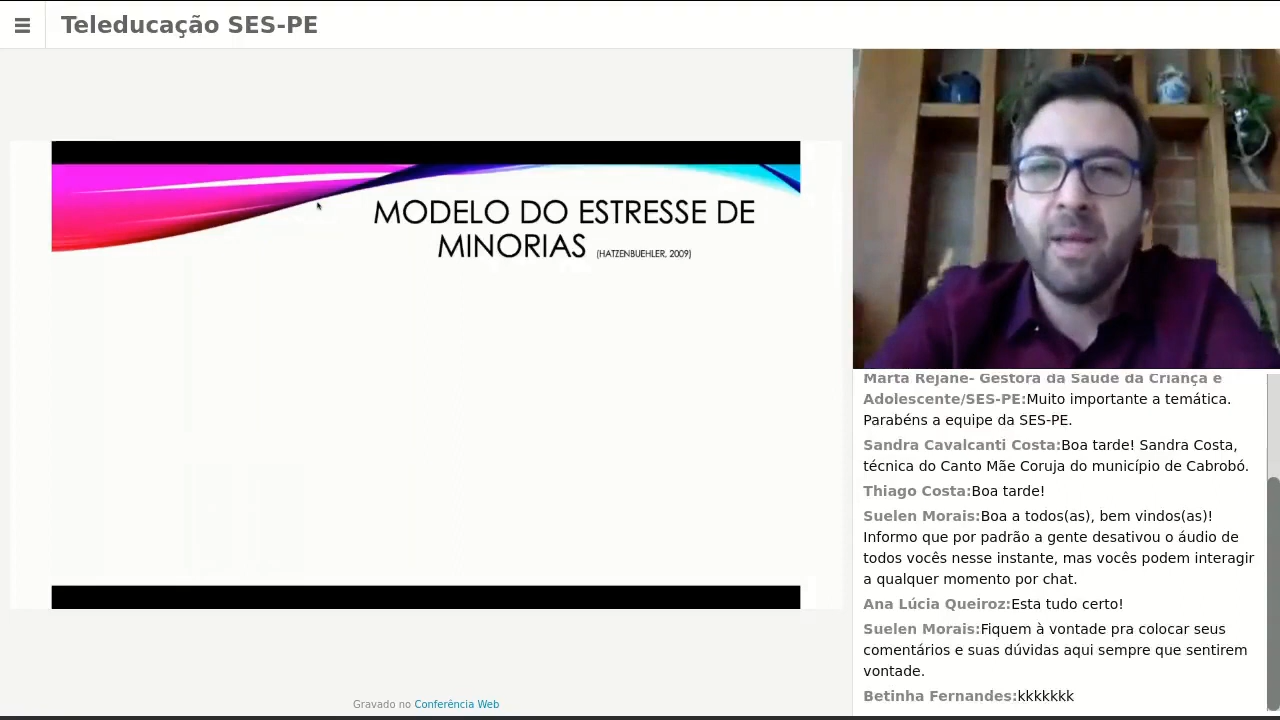 Teleducação SES-PE
MODELO DO ESTRESSE DE
MINORIAS (HATZENBUEHLER, 2009)
Marta Rejane- Gestora da Saúde da Criança e
Adolescente/SES-PE:Muito importante a temática.
Parabéns a equipe da SES-PE.
Sandra Cavalcanti Costa:Boa tarde! Sandra Costa,
técnica do Canto Mãe Coruja do município de Cabrobó.
Thiago Costa:Boa tarde!
Suelen Morais:Boa a todos(as), bem vindos(as)!
Informo que por padrão a gente desativou o áudio de
todos vocês nesse instante, mas vocês podem interagir
a qualquer momento por chat.
Ana Lúcia Queiroz:Esta tudo certo!
Suelen Morais:Fiquem à vontade pra colocar seus
comentários e suas dúvidas aqui sempre que sentirem
vontade.
Betinha Fernandes:kkkkkkk
Gravado no Conferência Web